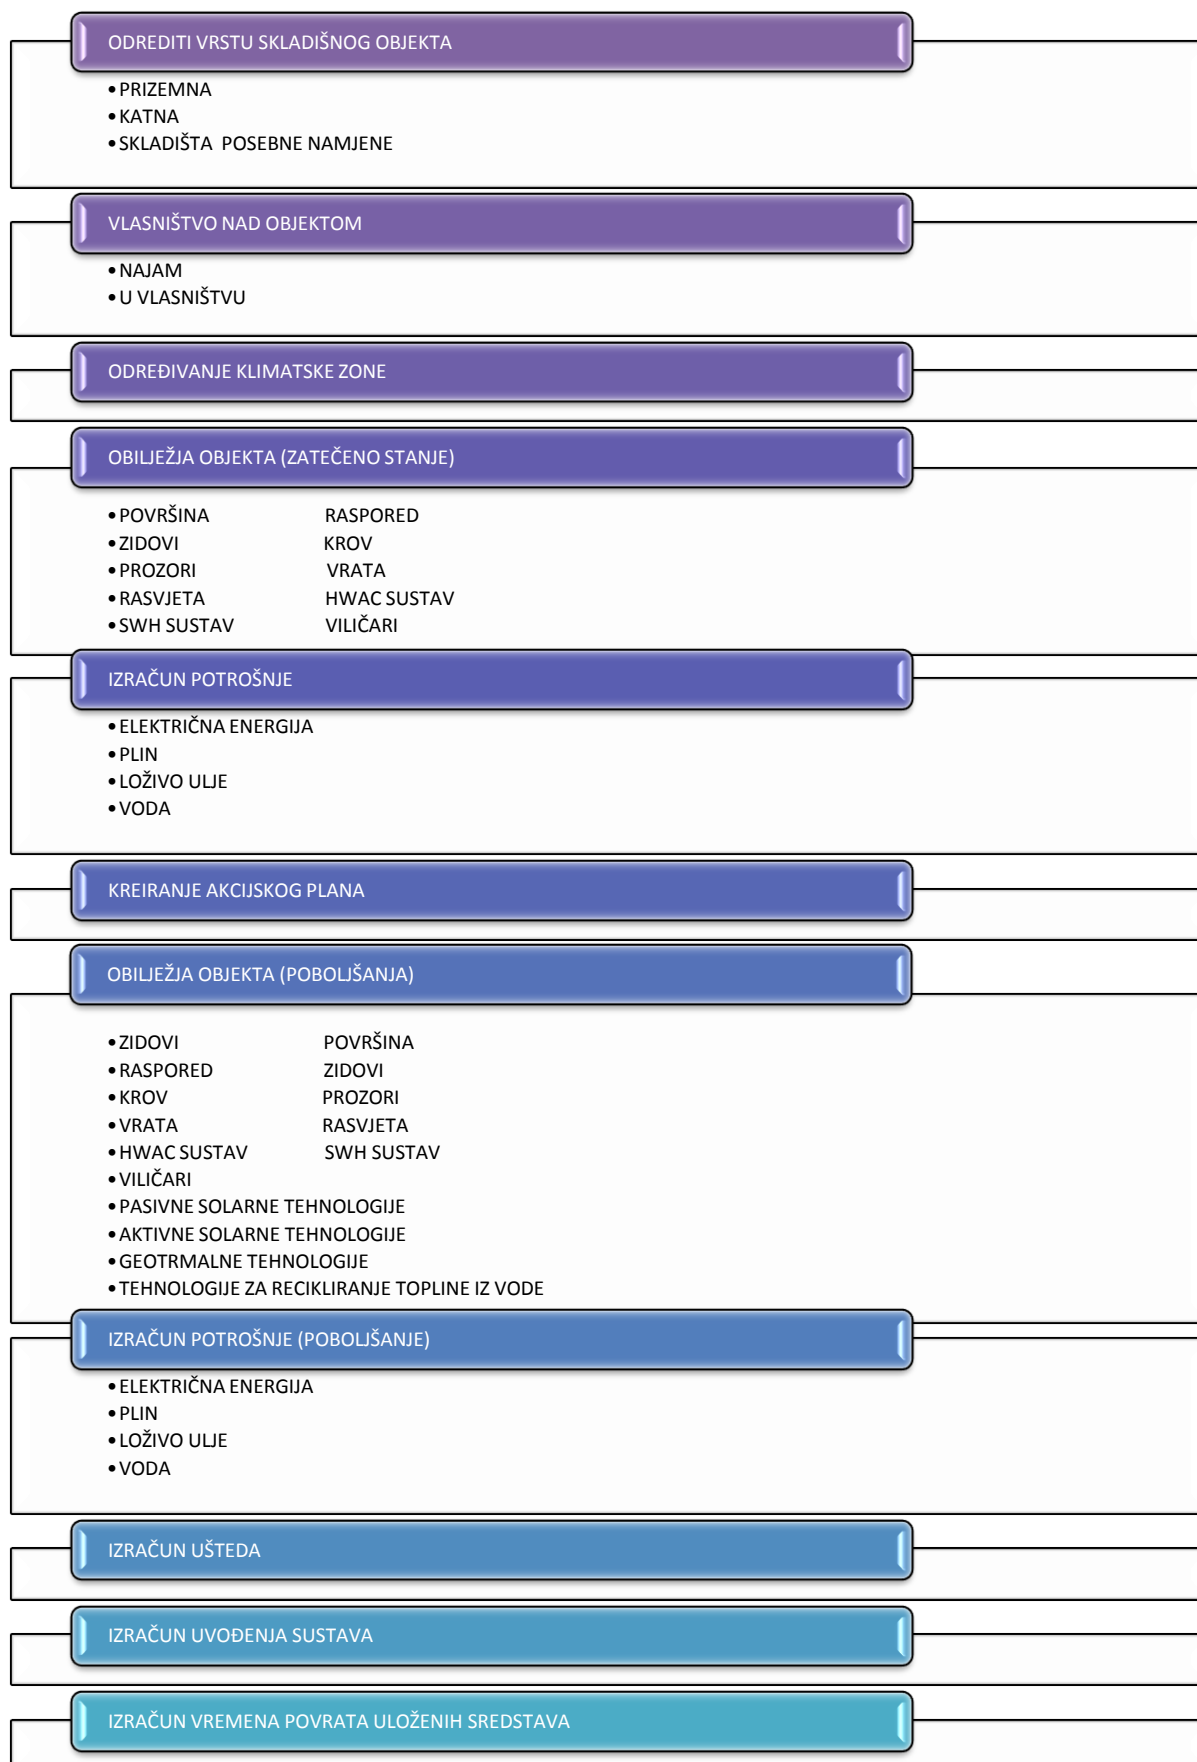 ODREDITI VRSTU SKLADIŠNOG OBJEKTA
•PRIZEMNA
•KATNA
•SKLADIŠTA POSEBNE NAMJENE
VLASNIŠTVO NAD OBJEKTOM
•NAJAM
•U VLASNIŠTVU
ODREĐIVANJE KLIMATSKE ZONE
OBILJEŽJA OBJEKTA (ZATEČENO STANJE)
•POVRŠINA RASPORED
•ZIDOVI KROV
•PROZORI VRATA
•RASVJETA HWAC SUSTAV
•SWH SUSTAV VILIČARI
IZRAČUN POTROŠNJE
•ELEKTRIČNA ENERGIJA
•PLIN
•LOŽIVO ULJE
•VODA
KREIRANJE AKCIJSKOG PLANA
OBILJEŽJA OBJEKTA (POBOLJŠANJA)
•ZIDOVI POVRŠINA
•RASPORED ZIDOVI
•KROV PROZORI
•VRATA RASVJETA
•HWAC SUSTAV SWH SUSTAV
•VILIČARI
•PASIVNE SOLARNE TEHNOLOGIJE
•AKTIVNE SOLARNE TEHNOLOGIJE
•GEOTRMALNE TEHNOLOGIJE
•TEHNOLOGIJE ZA RECIKLIRANJE TOPLINE IZ VODE
IZRAČUN POTROŠNJE (POBOLJŠANJE)
•ELEKTRIČNA ENERGIJA
•PLIN
•LOŽIVO ULJE
•VODA
IZRAČUN UŠTEDA
IZRAČUN UVOĐENJA SUSTAVA
IZRAČUN VREMENA POVRATA ULOŽENIH SREDSTAVA